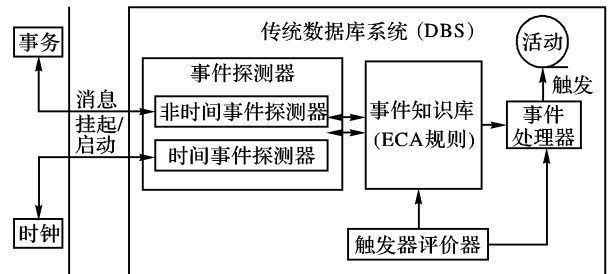 事务
时钟
消息
挂起/
启动
传统数据库系统(DBS)
事件探测器
非时间事件探测器
时间事件探测器
事件知识库
(ECA规则)
活动
触发
事件
处理器
触发器评价器